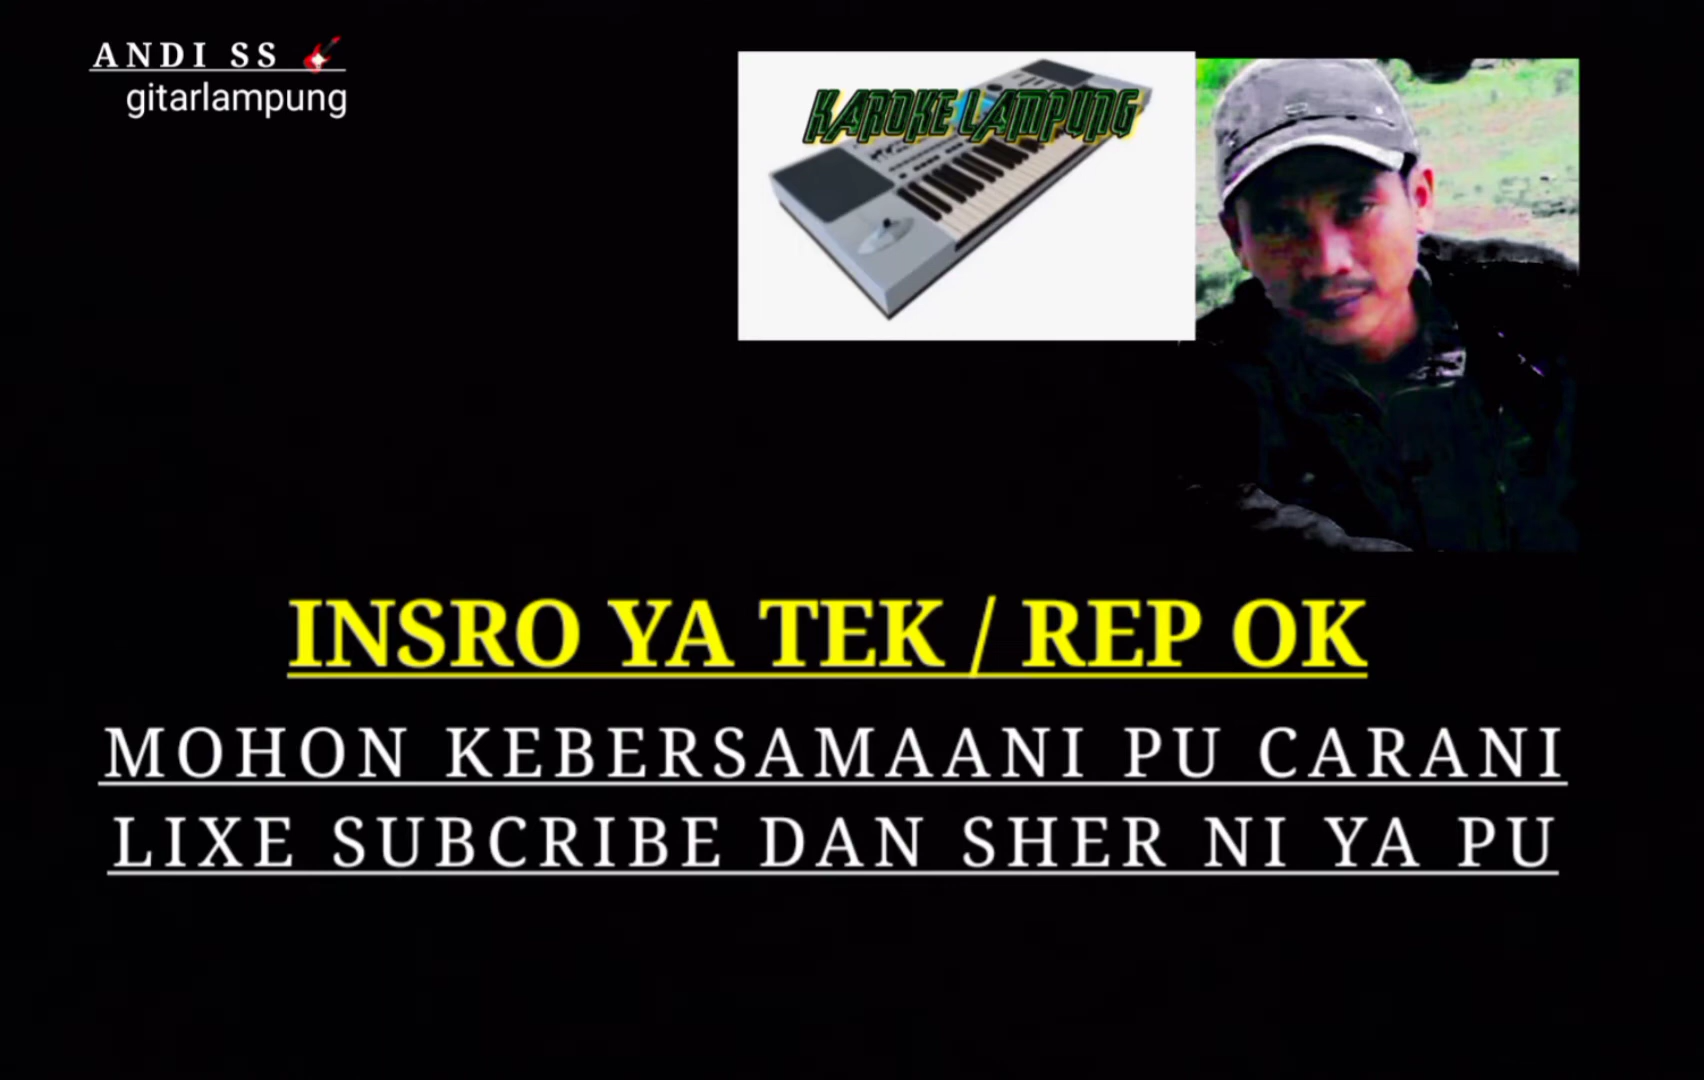 ANDI SS
gitarlampung
KAROKE LAMPUNG
INSRO YA TEK / REP OK
MOHON KEBERSAMAANI PU CARANI
LIXE SUBCRIBE DAN SHER NI YA PU